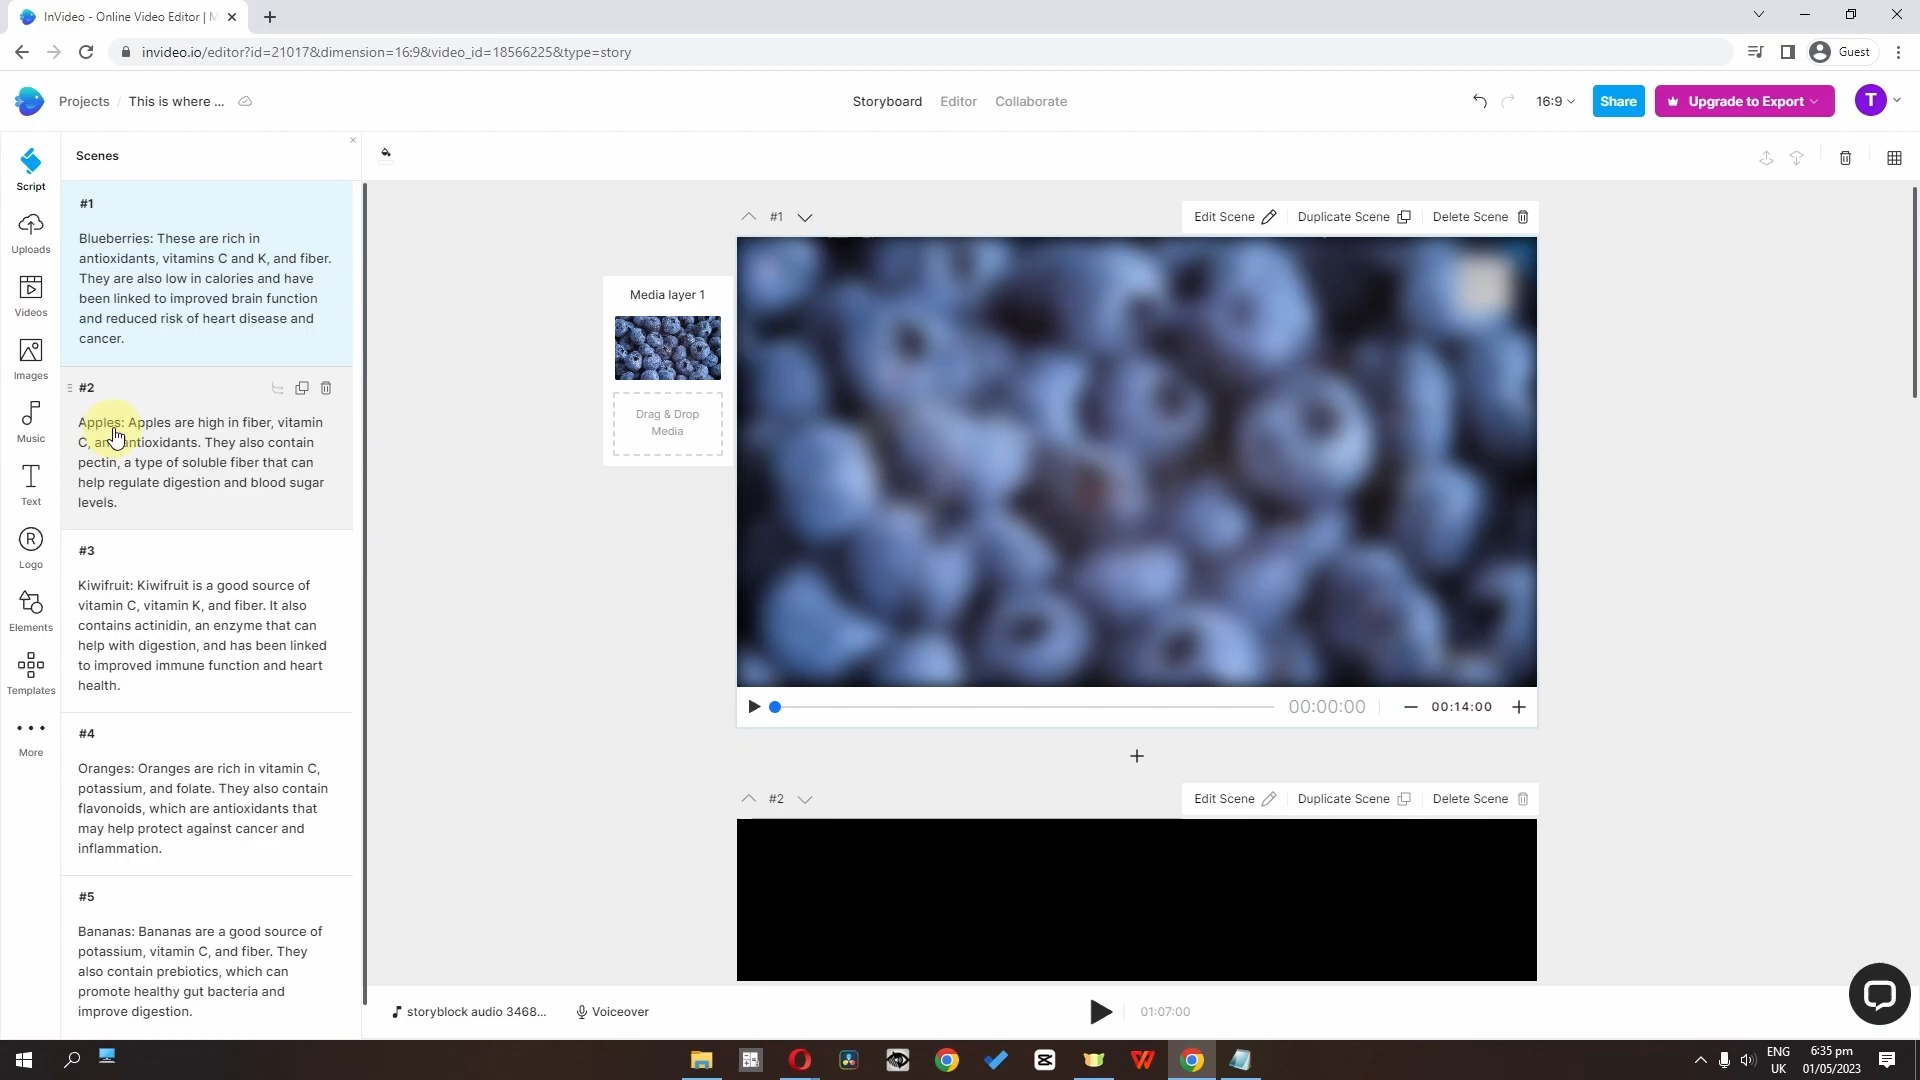 InVideo - Online Video Editor | M
invideo.io/editor?id=21017&dimension=16:9&video_id=18566225&type=story
Guest
Projects / This is where ...
Storyboard
Editor
Collaborate
16:9
Share
Upgrade to Export
T
Script
Uploads
Videos
Images
Music
Text
Logo
Elements
Templates
More
Scenes
#1
Blueberries: These are rich in
antioxidants, vitamins C and K, and fiber.
They are also low in calories and have
been linked to improved brain function
and reduced risk of heart disease and
cancer.
#2
Apples: Apples are high in fiber, vitamin
C, and antioxidants. They also contain
pectin, a type of soluble fiber that can
help regulate digestion and blood sugar
levels.
#3
Kiwifruit: Kiwifruit is a good source of
vitamin C, vitamin K, and fiber. It also
contains actinidin, an enzyme that can
help with digestion, and has been linked
to improved immune function and heart
health.
#4
Oranges: Oranges are rich in vitamin C,
potassium, and folate. They also contain
flavonoids, which are antioxidants that
may help protect against cancer and
inflammation.
#5
Bananas: Bananas are a good source of
potassium, vitamin C, and fiber. They
also contain prebiotics, which can
promote healthy gut bacteria and
improve digestion.
#1
Edit Scene
Duplicate Scene
Delete Scene
Media layer 1
Drag & Drop
Media
00:00:00
00:14:00
#2
Edit Scene
Duplicate Scene
Delete Scene
storyblock audio 3468...
Voiceover
01:07:00
ENG
UK
6:35 pm
01/05/2023